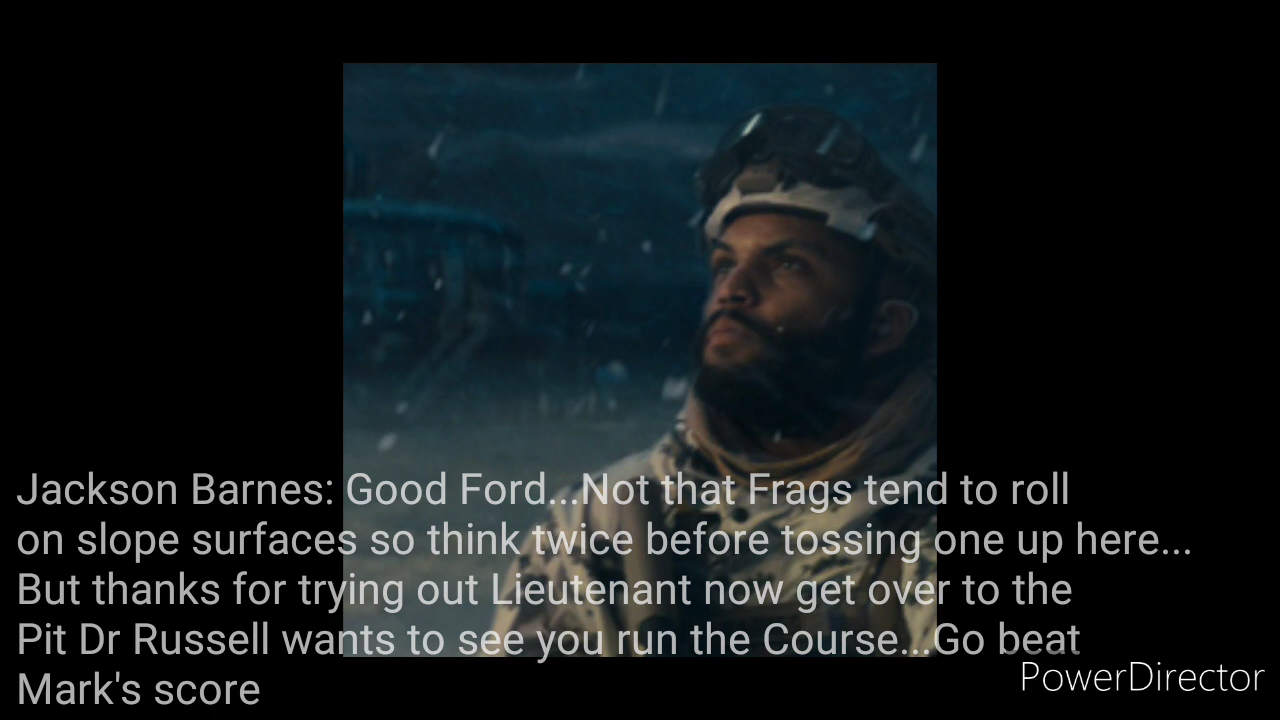 Jackson Barnes: Good Ford...Not that Frags tend to roll
on slope surfaces so think twice before tossing one up here...
But thanks for trying out Lieutenant now get over to the
Pit Dr Russell wants to see you run the Course...Go beat
Mark's score
PowerDirector